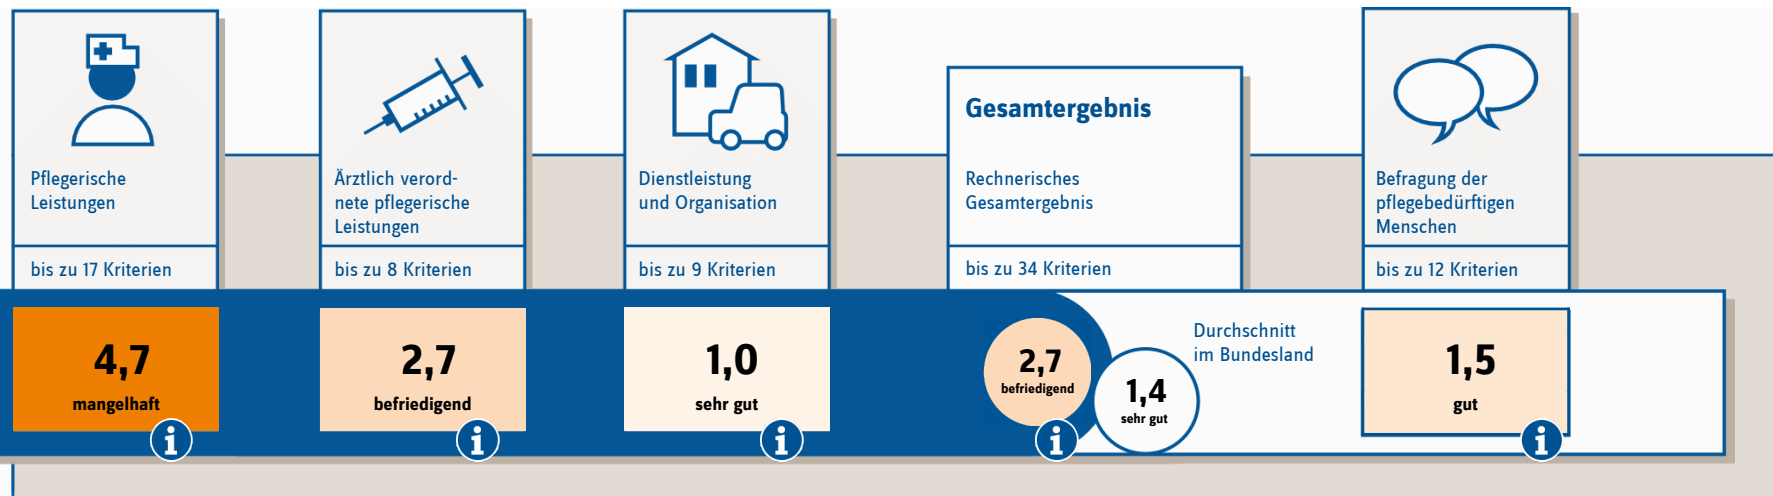 Pflegerische
Leistungen
bis zu 17 Kriterien
4,7
mangelhaft
i
Ärztlich verord-
nete pflegerische
Leistungen
bis zu 8 Kriterien
2,7
befriedigend
i
Dienstleistung
und Organisation
bis zu 9 Kriterien
1,0
sehr gut
i
Gesamtergebnis
Rechnerisches
Gesamtergebnis
bis zu 34 Kriterien
2,7
befriedigend
i
1,4
sehr gut
Durchschnitt
im Bundesland
Befragung der
pflegebedürftigen
Menschen
bis zu 12 Kriterien
1,5
gut
i